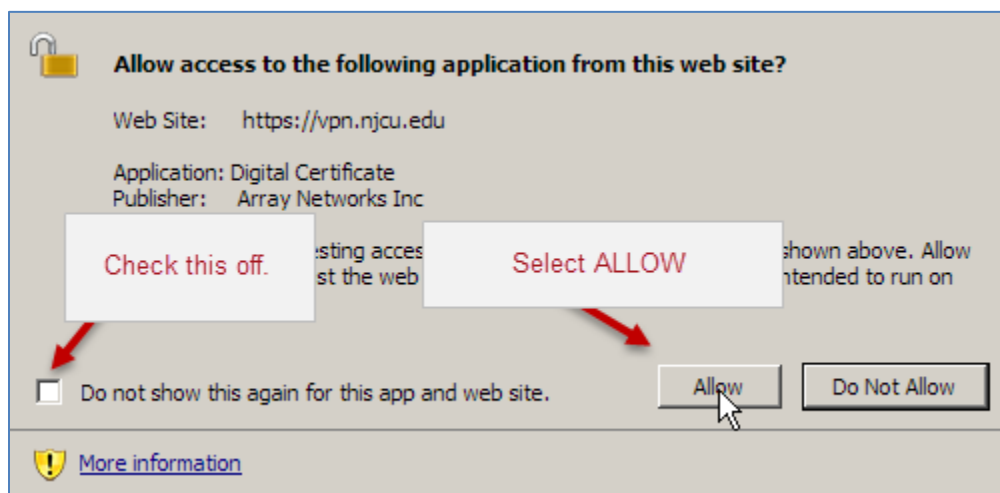 Allow access to the following application from this web site?
Web Site: https://vpn.njcu.edu
Application: Digital Certificate
Publisher: Array Networks Inc
Check this off.
Select ALLOW
shown above. Allow
st the web
ntended to run on
Do not show this again for this app and web site.
Allow
Do Not Allow
More information